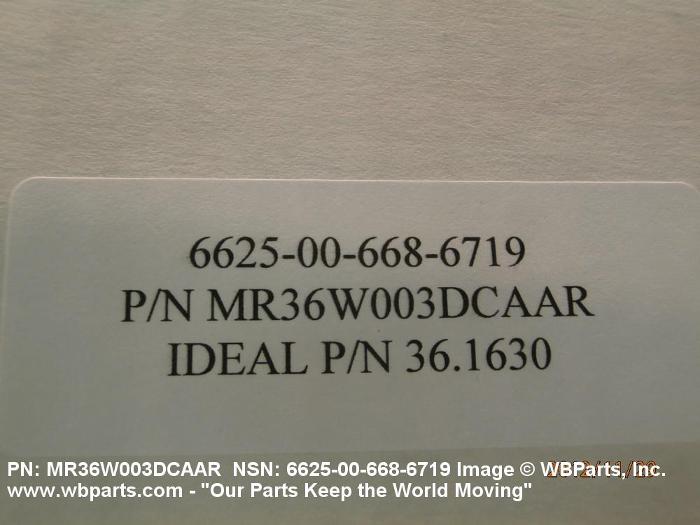 6625-00-668-6719
P/N MR36W003DCAAR
IDEAL P/N 36.1630
PN: MR36W003DCAAR  NSN: 6625-00-668-6719 Image © WBParts, Inc.
www.wbparts.com - "Our Parts Keep the World Moving"